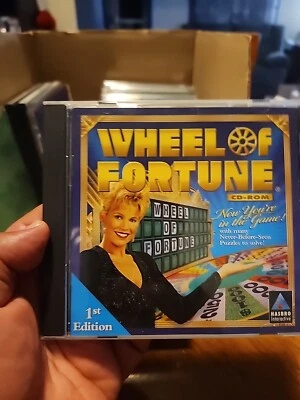 WHEEL OF
FORTUNE®
CD-ROM
Now You're
in the Game!
with many
Never-Before-Seen
Puzzles to solve!
WHEEL
OF
FORTUNE
1st
Edition
HASBRO
Interactive